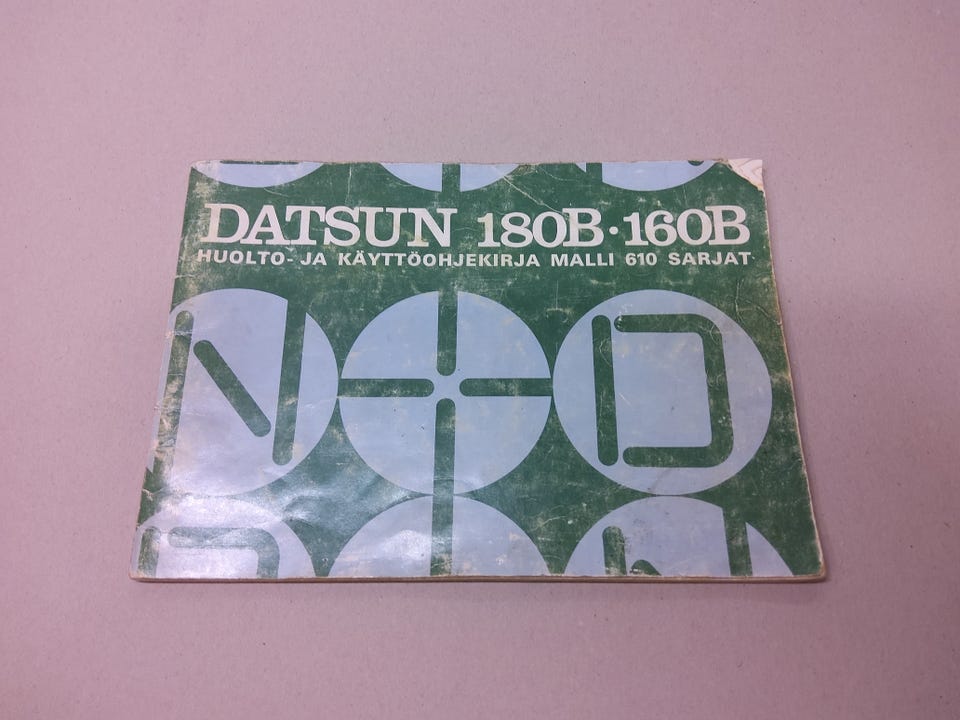 DATSUN 180B·160B
HUOLTO- JA KÄYTTÖOHJEKIRJA MALLI 610 SARJAT
N D